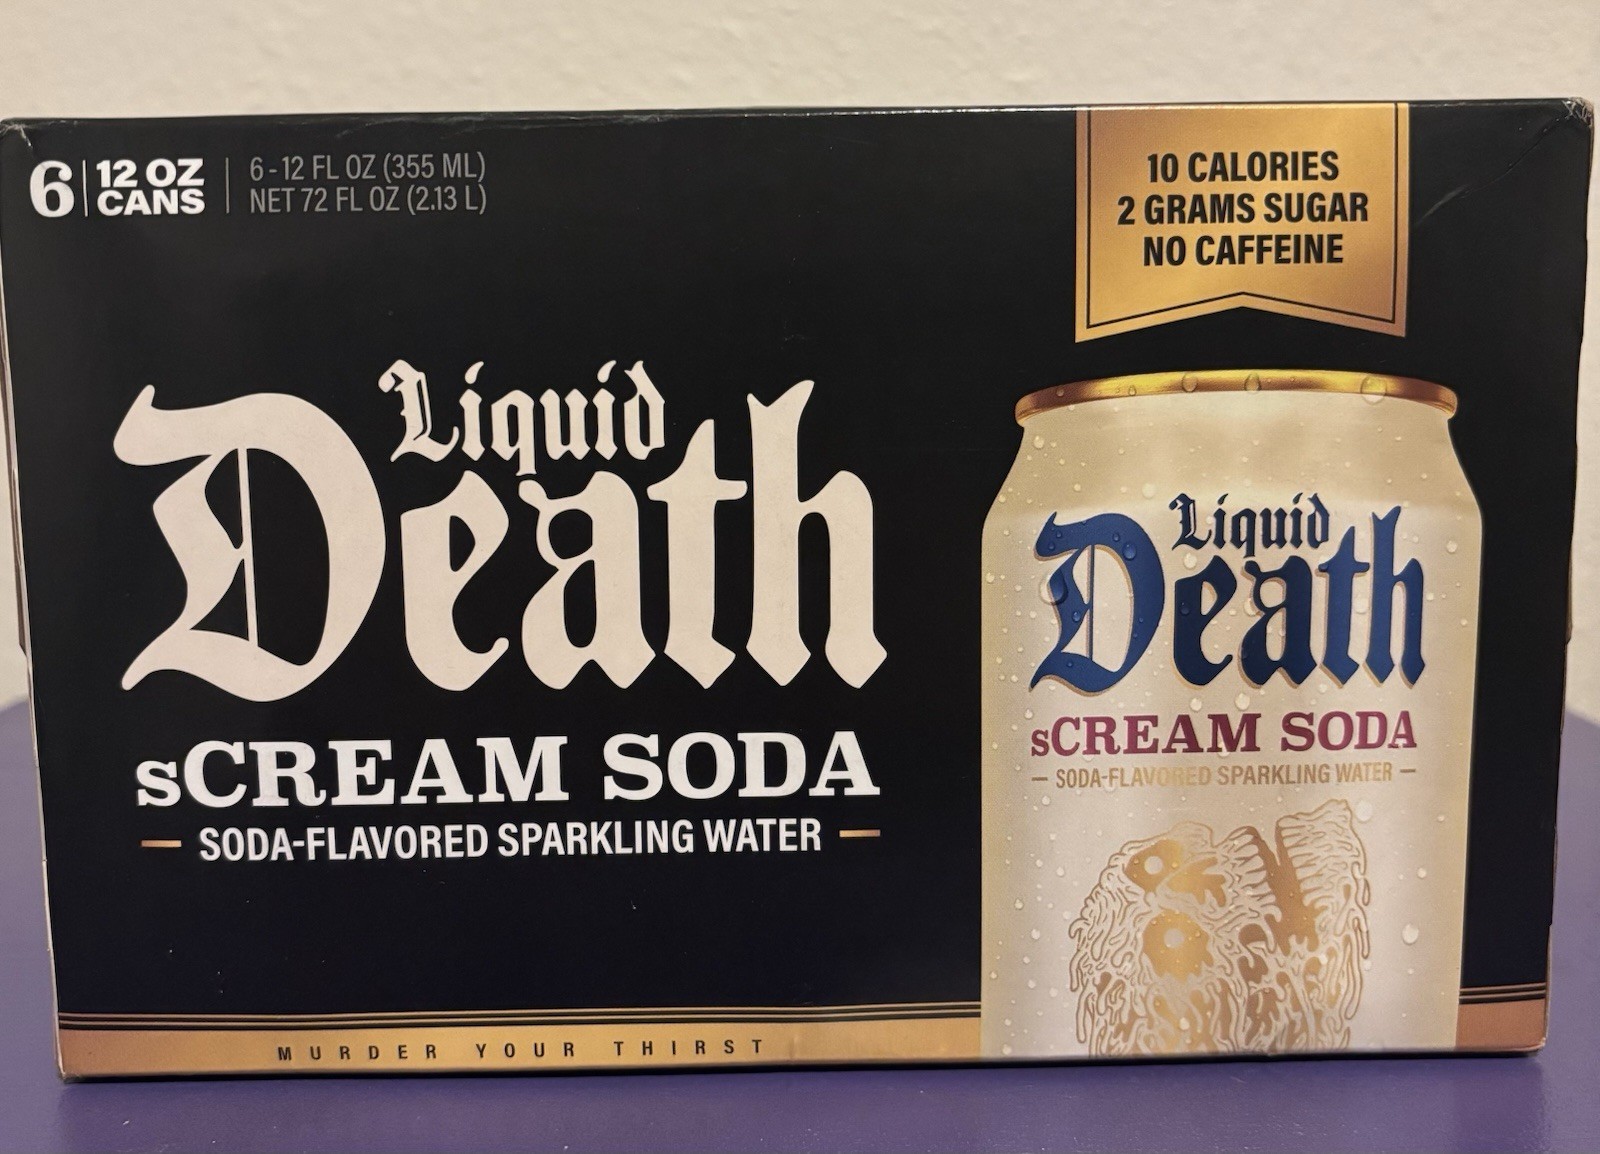 6 | 12 OZ CANS | 6-12 FL OZ (355 ML)
NET 72 FL OZ (2.13 L)
10 CALORIES
2 GRAMS SUGAR
NO CAFFEINE
Liquid
Death
sCREAM SODA
SODA-FLAVORED SPARKLING WATER
Liquid
Death
sCREAM SODA
SODA-FLAVORED SPARKLING WATER
MURDER YOUR THIRST